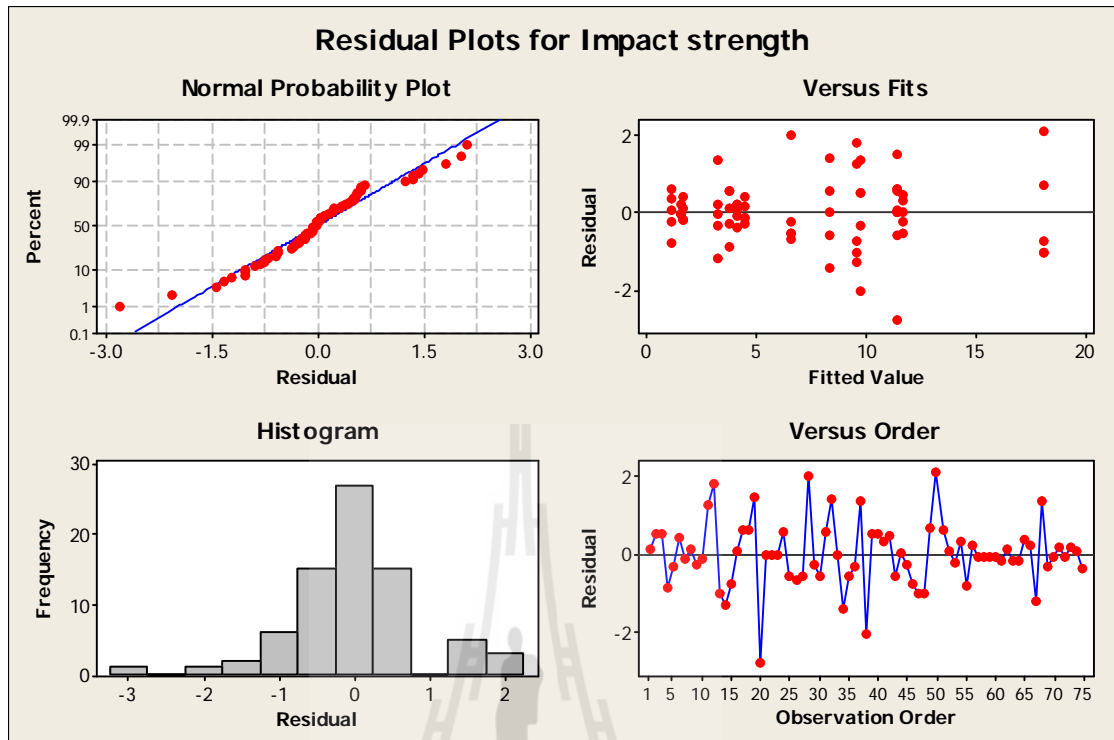 Residual Plots for Impact strength
Normal Probability Plot
99.9
99
90
50
10
1
0.1
Percent
-3.0 -1.5 0.0 1.5 3.0
Residual
Versus Fits
2
0
-2
Residual
0 5 10 15 20
Fitted Value
Histogram
30
20
10
0
Frequency
-3 -2 -1 0 1 2
Residual
Versus Order
2
0
-2
Residual
1 5 10 15 20 25 30 35 40 45 50 55 60 65 70 75
Observation Order